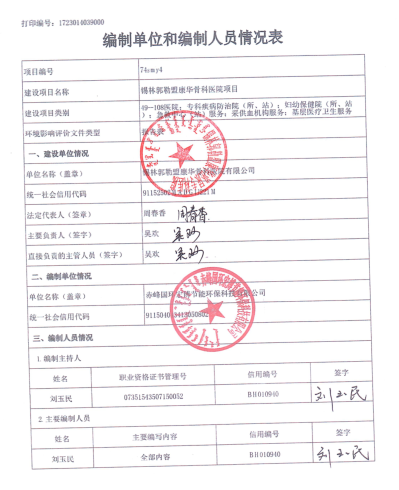 打印编号：1723014039000
编制单位和编制人员情况表
项目编号 74smy4
建设项目名称 锡林郭勒盟康华骨科医院项目
建设项目类别 49—108医院；专科疾病防治院（所、站）；妇幼保健院（所、站）；急救中心（站）服务；采供血机构服务；基层医疗卫生服务
环境影响评价文件类型
一、建设单位情况
单位名称（盖章） 锡林郭勒盟康华骨科医院有限公司
统一社会信用代码
法定代表人（签章） 周春香 周春香
主要负责人（签字） 吴欢 吴欢
直接负责的主管人员（签字） 吴欢 吴欢
二、编制单位情况
单位名称（盖章） 赤峰国环 节能环保科技有限公司
统一社会信用代码
三、编制人员情况
1.编制主持人
姓名 职业资格证书管理号 信用编号 签字
刘玉民 07351543507150052 BH010940 刘玉民
2.主要编制人员
姓名 主要编写内容 信用编号 签字
刘玉民 全部内容 BH010940 刘玉民